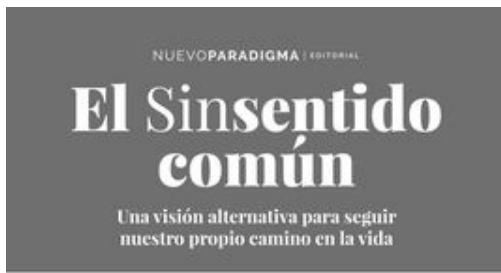 NUEVOPARADIGMA | EDITORIAL
El Sinsentido
común
Una visión alternativa para seguir
nuestro propio camino en la vida